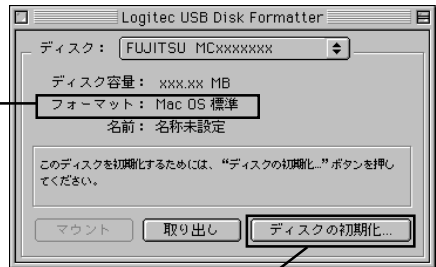 Logitec USB Disk Formatter
ディスク： FUJITSU MCxxxxxxx
ディスク容量： xxx.xx MB
フォーマット： Mac OS 標準
名前： 名称未設定
このディスクを初期化するためには、“ディスクの初期化...”ボタンを押し
てください。
マウント 取り出し ディスクの初期化...